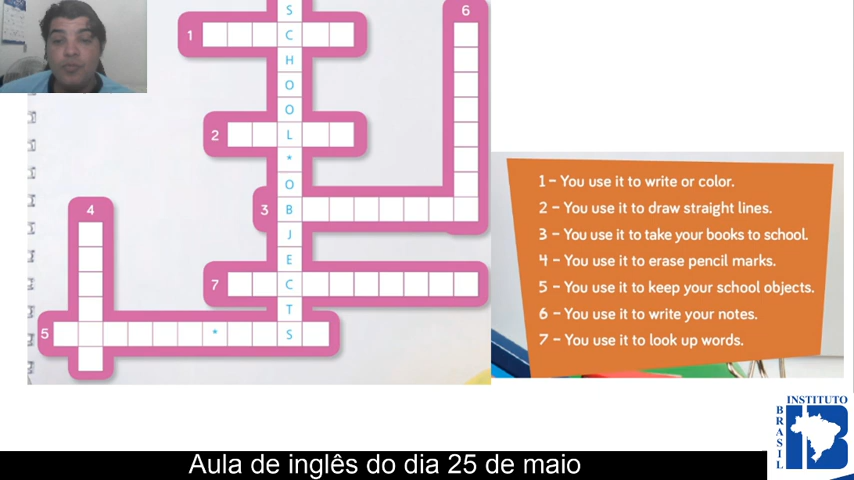 6
1
S
C
H
O
O
L
*
O
B
J
E
C
T
S
2
3
4
7
5
*
1 - You use it to write or color.
2 - You use it to draw straight lines.
3 - You use it to take your books to school.
4 - You use it to erase pencil marks.
5 - You use it to keep your school objects.
6 - You use it to write your notes.
7 - You use it to look up words.
INSTITUTO
BRASIL
IB
Aula de inglês do dia 25 de maio